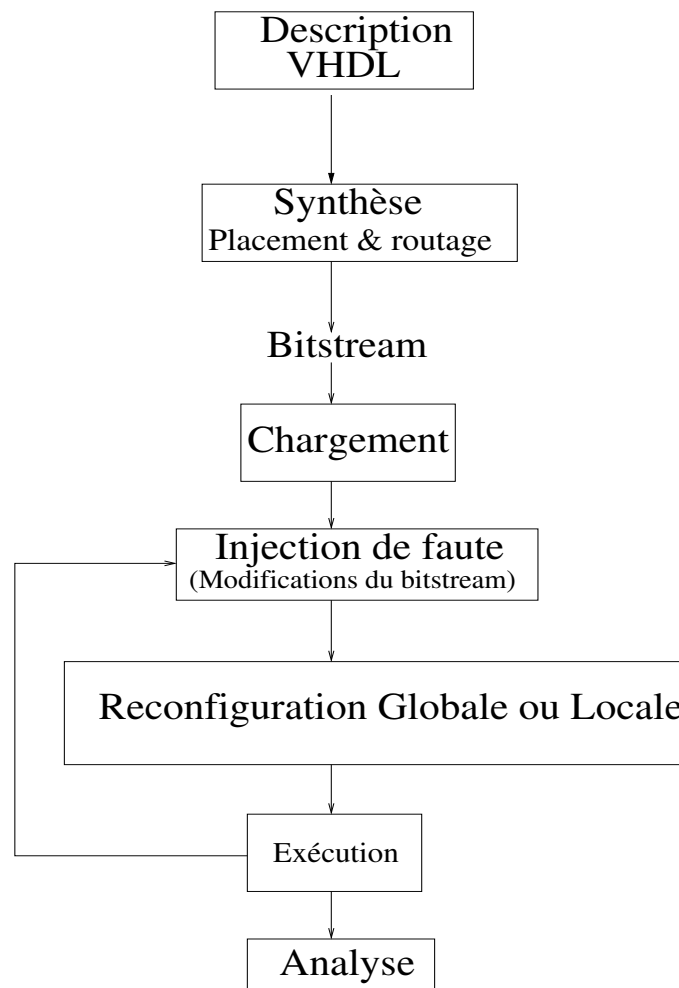 Description
VHDL
Synthèse
Placement & routage
Bitstream
Chargement
Injection de faute
(Modifications du bitstream)
Reconfiguration Globale ou Locale
Exécution
Analyse